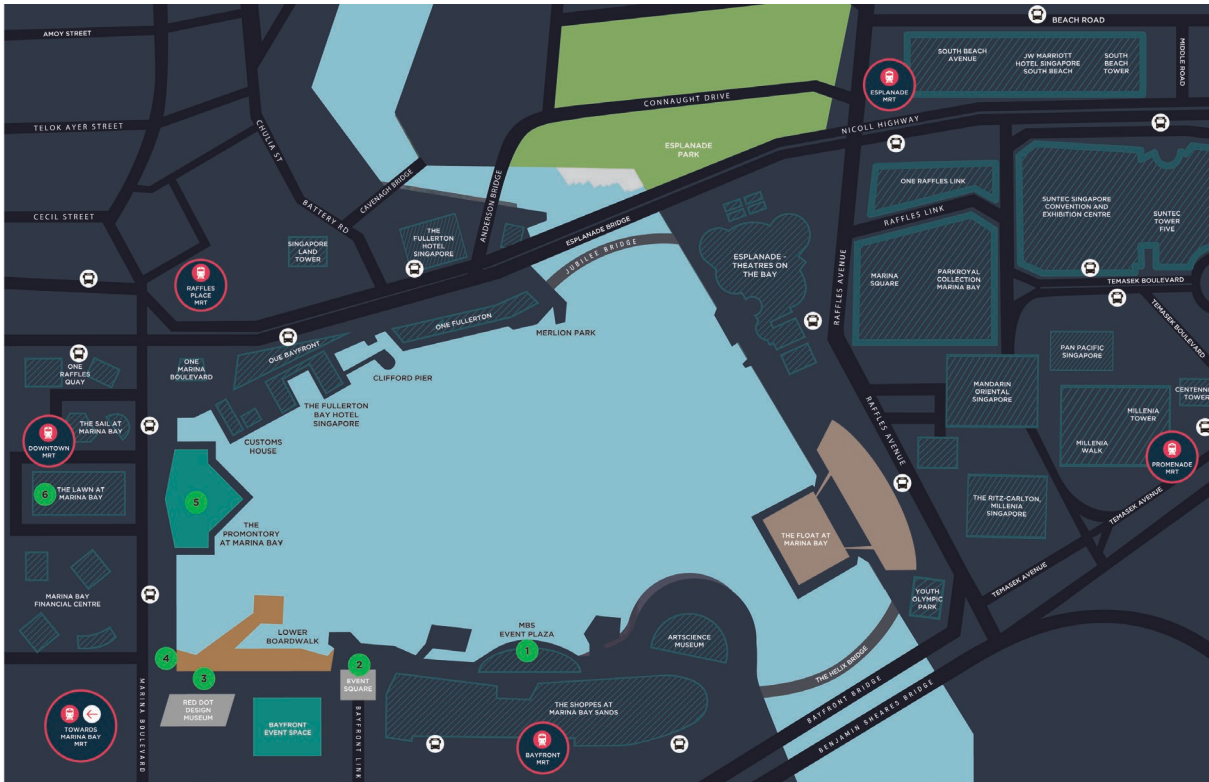 AMOY STREET
BEACH ROAD
SOUTH BEACH
AVENUE
JW MARRIOTT
HOTEL SINGAPORE
SOUTH BEACH
SOUTH
BEACH
TOWER
MIDDLE ROAD
ESPLANADE
MRT
CONNAUGHT DRIVE
NICOLL HIGHWAY
TELOK AYER STREET
CHULIA ST
ESPLANADE
PARK
CAVENAGH BRIDGE
ANDERSON BRIDGE
ONE RAFFLES LINK
SUNTEC SINGAPORE
CONVENTION AND
EXHIBITION CENTRE
SUNTEC
TOWER
FIVE
CECIL STREET
BATTERY RD
RAFFLES LINK
SINGAPORE
LAND
TOWER
THE
FULLERTON
HOTEL
SINGAPORE
ESPLANADE BRIDGE
JUBILEE BRIDGE
ESPLANADE -
THEATRES ON
THE BAY
RAFFLES AVENUE
MARINA
SQUARE
PARKROYAL
COLLECTION
MARINA BAY
TEMASEK BOULEVARD
TEMASEK BOULEVARD
RAFFLES
PLACE
MRT
ONE FULLERTON
MERLION PARK
OUE BAYFRONT
ONE
MARINA
BOULEVARD
CLIFFORD PIER
ONE
RAFFLES
QUAY
PAN PACIFIC
SINGAPORE
MANDARIN
ORIENTAL
SINGAPORE
CENTENN
TOWER
THE FULLERTON
BAY HOTEL
SINGAPORE
CUSTOMS
HOUSE
THE SAIL AT
MARINA BAY
DOWNTOWN
MRT
RAFFLES AVENUE
MILLENIA
TOWER
MILLENIA
WALK
PROMENADE
MRT
6
THE LAWN AT
MARINA BAY
5
THE
PROMONTORY
AT MARINA BAY
THE RITZ-CARLTON,
MILLENIA
SINGAPORE
TEMASEK AVENUE
THE FLOAT AT
MARINA BAY
TEMASEK AVENUE
MARINA BAY
FINANCIAL CENTRE
YOUTH
OLYMPIC
PARK
LOWER
BOARDWALK
MBS
EVENT PLAZA
1
ARTSCIENCE
MUSEUM
4
3
2
EVENT
SQUARE
THE HELIX BRIDGE
BAYFRONT BRIDGE
BENJAMIN SHEARES BRIDGE
RED DOT
DESIGN
MUSEUM
THE SHOPPES AT
MARINA BAY SANDS
MARINA BOULEVARD
BAYFRONT
EVENT SPACE
BAYFRONT LINK
TOWARDS
MARINA BAY
MRT
BAYFRONT
MRT